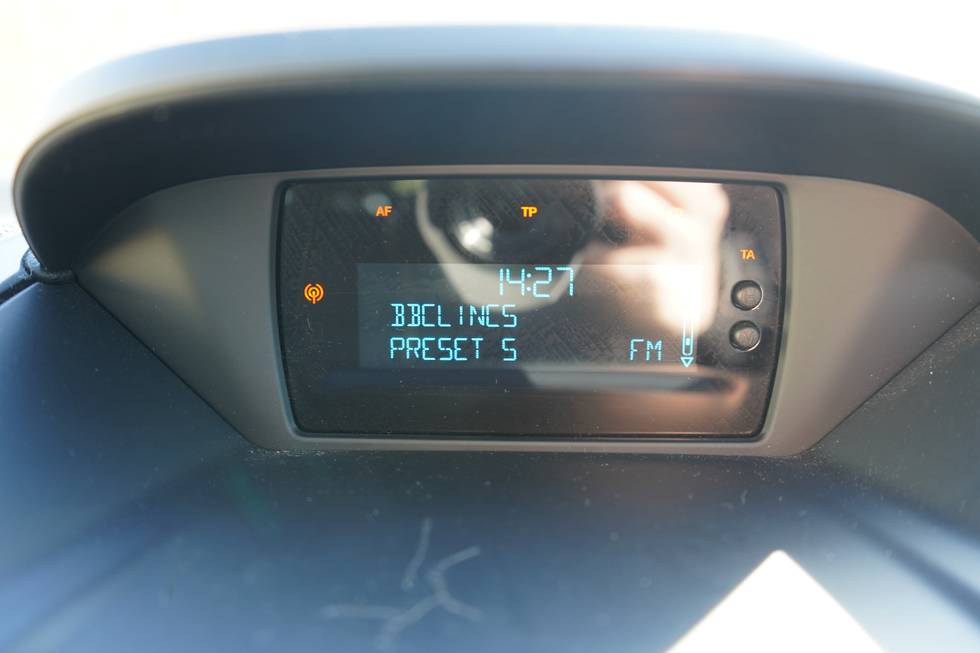 AF TP
TA
14:27
BBCLINCS
PRESET 5 FM